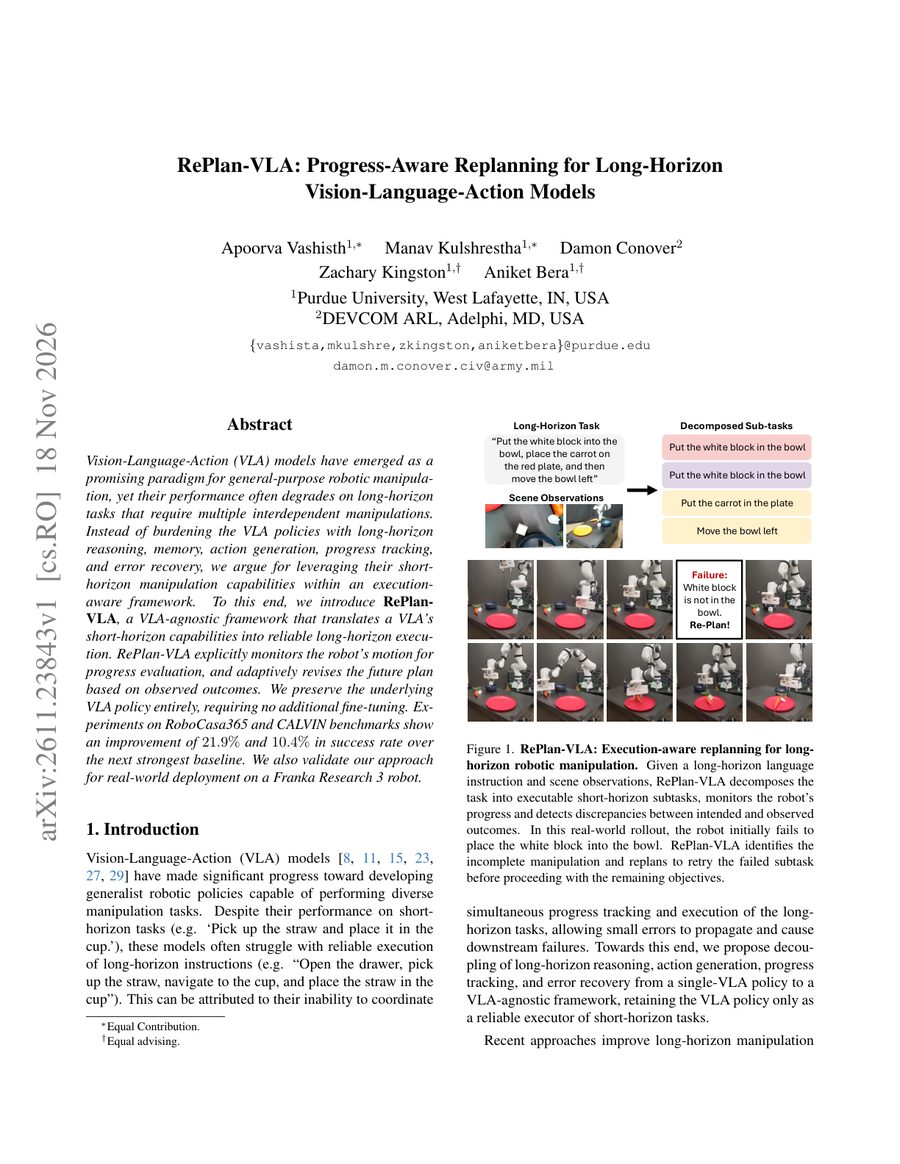 RePlan-VLA: Progress-Aware Replanning for Long-Horizon
Vision-Language-Action Models
Apoorva Vashisth1,∗ Manav Kulshrestha1,∗ Damon Conover2
Zachary Kingston1,† Aniket Bera1,†
1Purdue University, West Lafayette, IN, USA
2DEVCOM ARL, Adelphi, MD, USA
{vashista,mkulshre,zkingston,aniketbera}@purdue.edu
damon.m.conover.civ@army.mil
arXiv:2611.23843v1 [cs.RO] 18 Nov 2026
Abstract
Vision-Language-Action (VLA) models have emerged as a
promising paradigm for general-purpose robotic manipula-
tion, yet their performance often degrades on long-horizon
tasks that require multiple interdependent manipulations.
Instead of burdening the VLA policies with long-horizon
reasoning, memory, action generation, progress tracking,
and error recovery, we argue for leveraging their short-
horizon manipulation capabilities within an execution-
aware framework. To this end, we introduce RePlan-
VLA, a VLA-agnostic framework that translates a VLA’s
short-horizon capabilities into reliable long-horizon execu-
tion. RePlan-VLA explicitly monitors the robot’s motion for
progress evaluation, and adaptively revises the future plan
based on observed outcomes. We preserve the underlying
VLA policy entirely, requiring no additional fine-tuning. Ex-
periments on RoboCasa365 and CALVIN benchmarks show
an improvement of 21.9% and 10.4% in success rate over
the next strongest baseline. We also validate our approach
for real-world deployment on a Franka Research 3 robot.
1. Introduction
Vision-Language-Action (VLA) models [8, 11, 15, 23,
27, 29] have made significant progress toward developing
generalist robotic policies capable of performing diverse
manipulation tasks. Despite their performance on short-
horizon tasks (e.g. ‘Pick up the straw and place it in the
cup.’), these models often struggle with reliable execution
of long-horizon instructions (e.g. “Open the drawer, pick
up the straw, navigate to the cup, and place the straw in the
cup”). This can be attributed to their inability to coordinate
∗Equal Contribution.
†Equal advising.
Long-Horizon Task
“Put the white block into the
bowl, place the carrot on
the red plate, and then
move the bowl left”
Scene Observations
Decomposed Sub-tasks
Put the white block in the bowl
Put the white block in the bowl
Put the carrot in the plate
Move the bowl left
Failure:
White block
is not in the
bowl.
Re-Plan!
Figure 1. RePlan-VLA: Execution-aware replanning for long-
horizon robotic manipulation. Given a long-horizon language
instruction and scene observations, RePlan-VLA decomposes the
task into executable short-horizon subtasks, monitors the robot’s
progress and detects discrepancies between intended and observed
outcomes. In this real-world rollout, the robot initially fails to
place the white block into the bowl. RePlan-VLA identifies the
incomplete manipulation and replans to retry the failed subtask
before proceeding with the remaining objectives.
simultaneous progress tracking and execution of the long-
horizon tasks, allowing small errors to propagate and cause
downstream failures. Towards this end, we propose decou-
pling of long-horizon reasoning, action generation, progress
tracking, and error recovery from a single-VLA policy to a
VLA-agnostic framework, retaining the VLA policy only as
a reliable executor of short-horizon tasks.
Recent approaches improve long-horizon manipulation